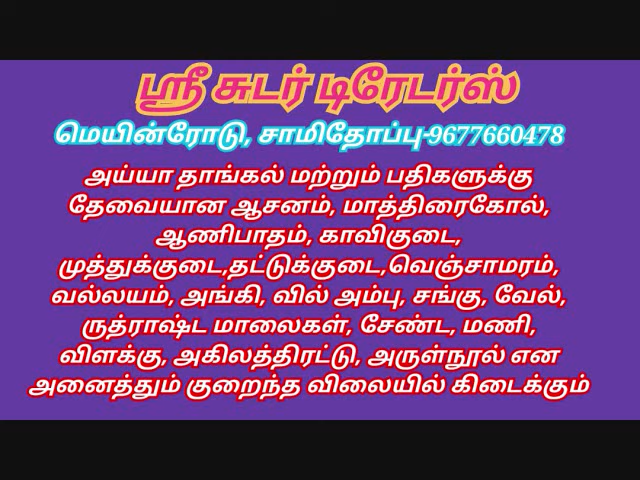 ஸ்ரீ சுடர் டிரேடர்ஸ்
மெயின்ரோடு, சாமிதோப்பு-9677660478
அய்யா தாங்கல் மற்றும் பதிகளுக்கு
தேவையான ஆசனம், மாத்திரைகோல்,
ஆணிபாதம், காவிகுடை,
முத்துக்குடை,தட்டுக்குடை,வெஞ்சாமரம்,
வல்லயம், அங்கி, வில் அம்பு, சங்கு, வேல்,
ருத்ராஷ்ட மாலைகள், சேண்ட, மணி,
விளக்கு, அகிலத்திரட்டு, அருள்நூல் என
அனைத்தும் குறைந்த விலையில் கிடைக்கும்